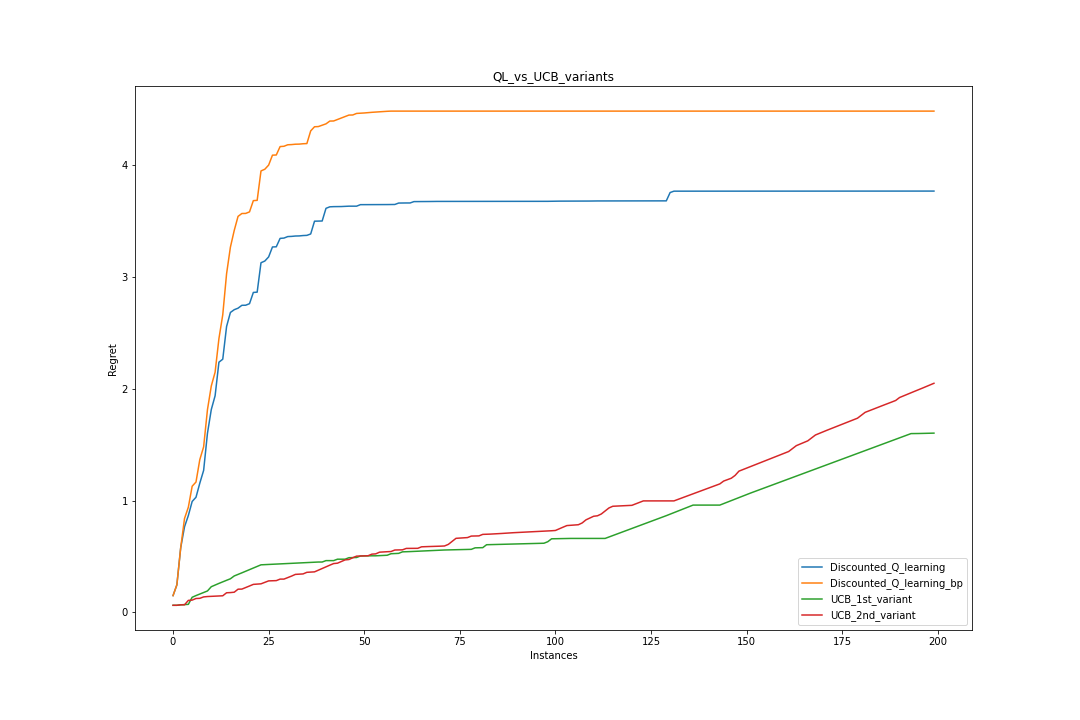 QL_vs_UCB_variants
Regret
4
3
2
1
0
0 25 50 75 100 125 150 175 200
Instances
Discounted_Q_learning
Discounted_Q_learning_bp
UCB_1st_variant
UCB_2nd_variant